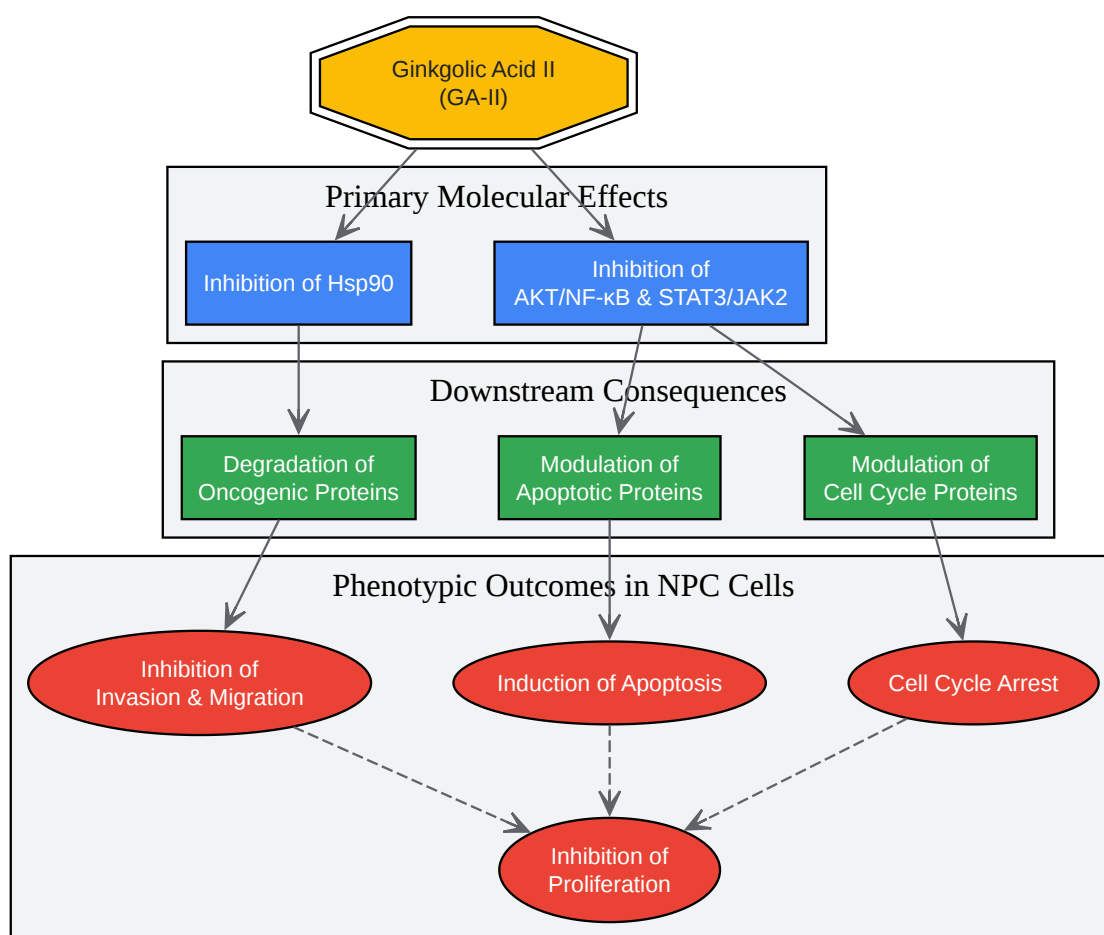 Ginkgolic Acid II
(GA-II)
Primary Molecular Effects
Inhibition of Hsp90
Inhibition of
AKT/NF-κB & STAT3/JAK2
Downstream Consequences
Degradation of
Oncogenic Proteins
Modulation of
Apoptotic Proteins
Modulation of
Cell Cycle Proteins
Phenotypic Outcomes in NPC Cells
Inhibition of
Invasion & Migration
Induction of Apoptosis
Cell Cycle Arrest
Inhibition of
Proliferation